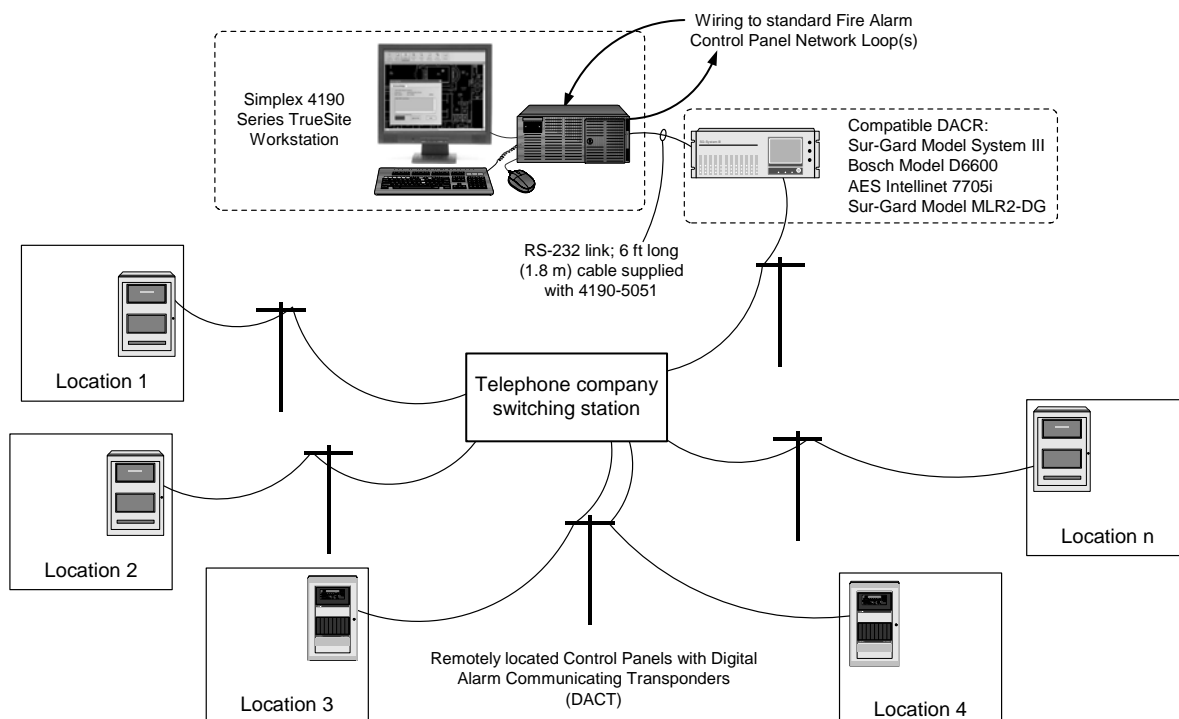 Wiring to standard Fire Alarm
Control Panel Network Loop(s)
Simplex 4190
Series TrueSite
Workstation
Compatible DACR:
Sur-Gard Model System III
Bosch Model D6600
AES Intellinet 7705i
Sur-Gard Model MLR2-DG
RS-232 link; 6 ft long
(1.8 m) cable supplied
with 4190-5051
Location 1
Telephone company
switching station
Location 2
Location n
Location 3
Remotely located Control Panels with Digital
Alarm Communicating Transponders
(DACT)
Location 4